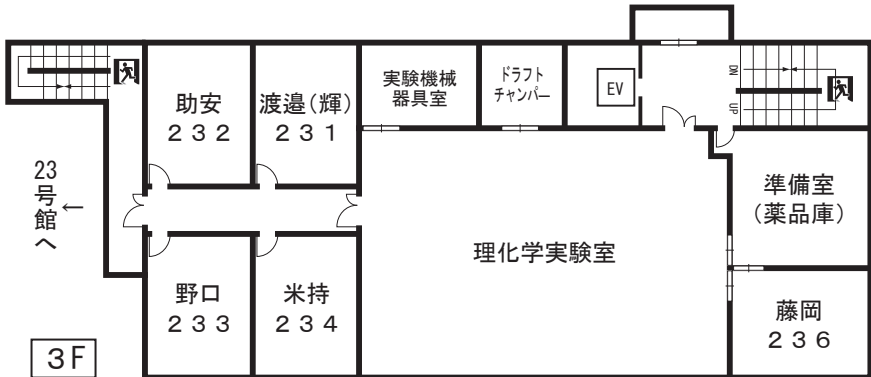 助安
２３２
渡邉（輝）
２３１
実験機械
器具室
ドラフト
チャンバー
EV
DN
UP
23号館へ
←
準備室
（薬品庫）
理化学実験室
野口
２３３
米持
２３４
藤岡
２３６
３F